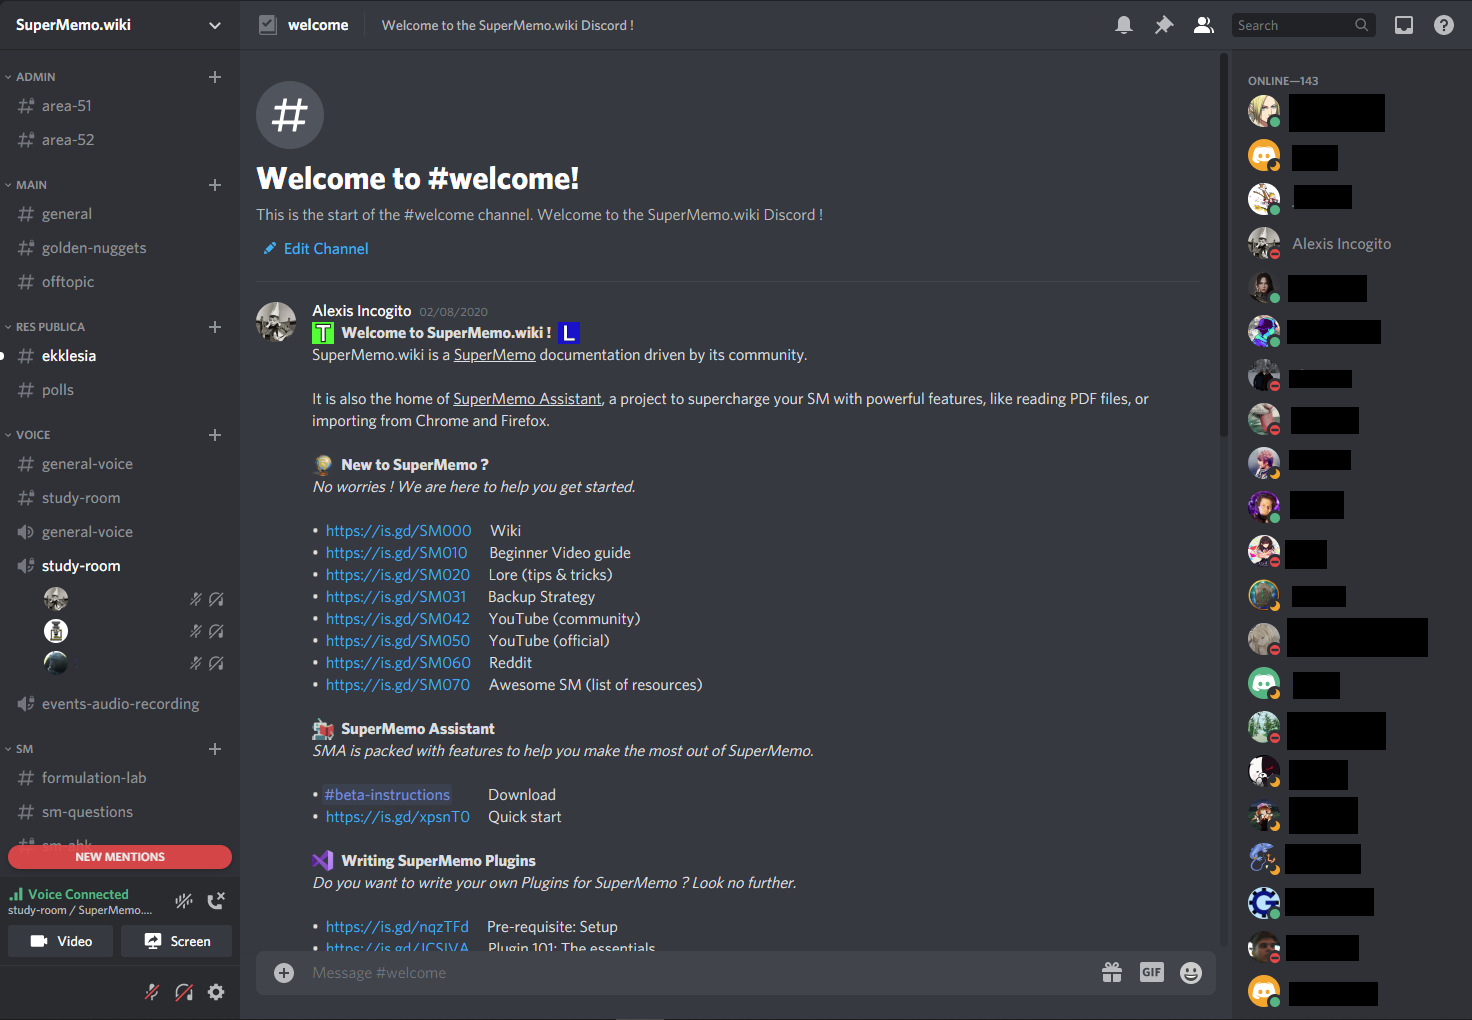 SuperMemo.wiki
ADMIN
area-51
area-52
MAIN
general
golden-nuggets
offtopic
RES PUBLICA
ekklesia
polls
VOICE
general-voice
study-room
general-voice
study-room
events-audio-recording
SM
formulation-lab
sm-questions
NEW MENTIONS
Voice Connected
study-room / SuperMemo....
Video
Screen
welcome
Welcome to the SuperMemo.wiki Discord !
Search
#
Welcome to #welcome!
This is the start of the #welcome channel. Welcome to the SuperMemo.wiki Discord !
Edit Channel
Alexis Incogito 02/08/2020
T Welcome to SuperMemo.wiki ! L
SuperMemo.wiki is a SuperMemo documentation driven by its community.
It is also the home of SuperMemo Assistant, a project to supercharge your SM with powerful features, like reading PDF files, or
importing from Chrome and Firefox.
New to SuperMemo ?
No worries ! We are here to help you get started.
• https://is.gd/SM000 Wiki
• https://is.gd/SM010 Beginner Video guide
• https://is.gd/SM020 Lore (tips & tricks)
• https://is.gd/SM031 Backup Strategy
• https://is.gd/SM042 YouTube (community)
• https://is.gd/SM050 YouTube (official)
• https://is.gd/SM060 Reddit
• https://is.gd/SM070 Awesome SM (list of resources)
SuperMemo Assistant
SMA is packed with features to help you make the most out of SuperMemo.
• #beta-instructions Download
• https://is.gd/xpsnT0 Quick start
Writing SuperMemo Plugins
Do you want to write your own Plugins for SuperMemo ? Look no further.
• https://is.gd/nqzTFd Pre-requisite: Setup
• Plugin 101: The essentials
Message #welcome
GIF
ONLINE—143
Alexis Incogito